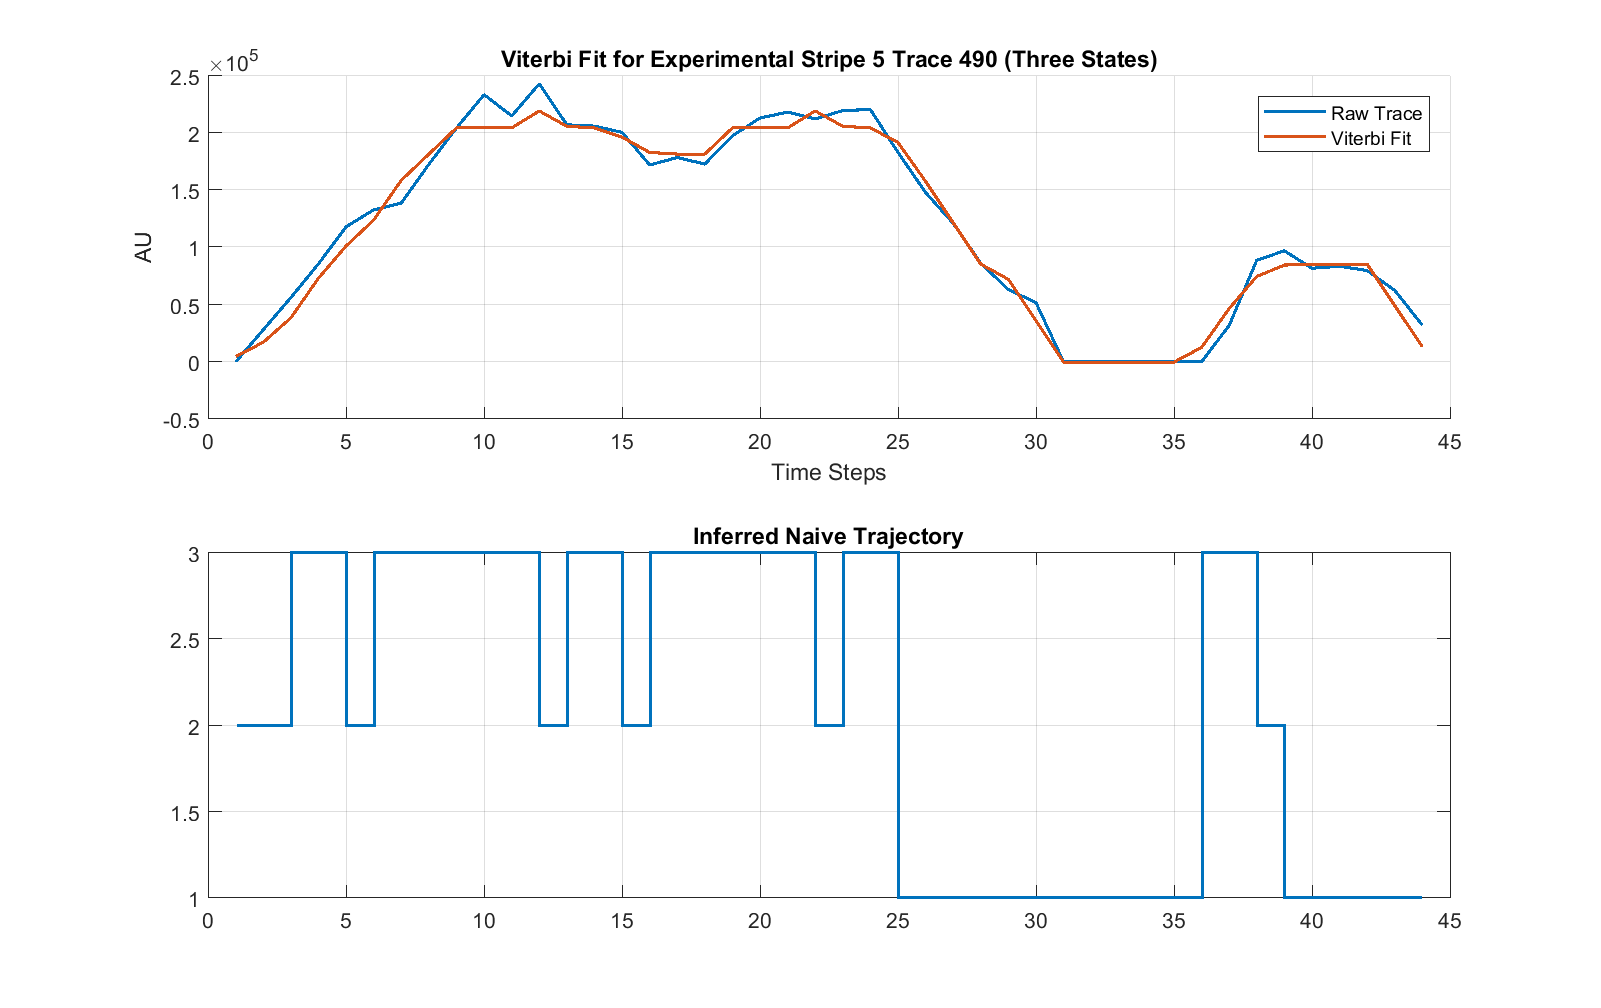 Viterbi Fit for Experimental Stripe 5 Trace 490 (Three States)
×10^5
2.5
2
1.5
1
0.5
0
-0.5
AU
Raw Trace
Viterbi Fit
0 5 10 15 20 25 30 35 40 45
Time Steps
Inferred Naive Trajectory
3
2.5
2
1.5
1
0 5 10 15 20 25 30 35 40 45